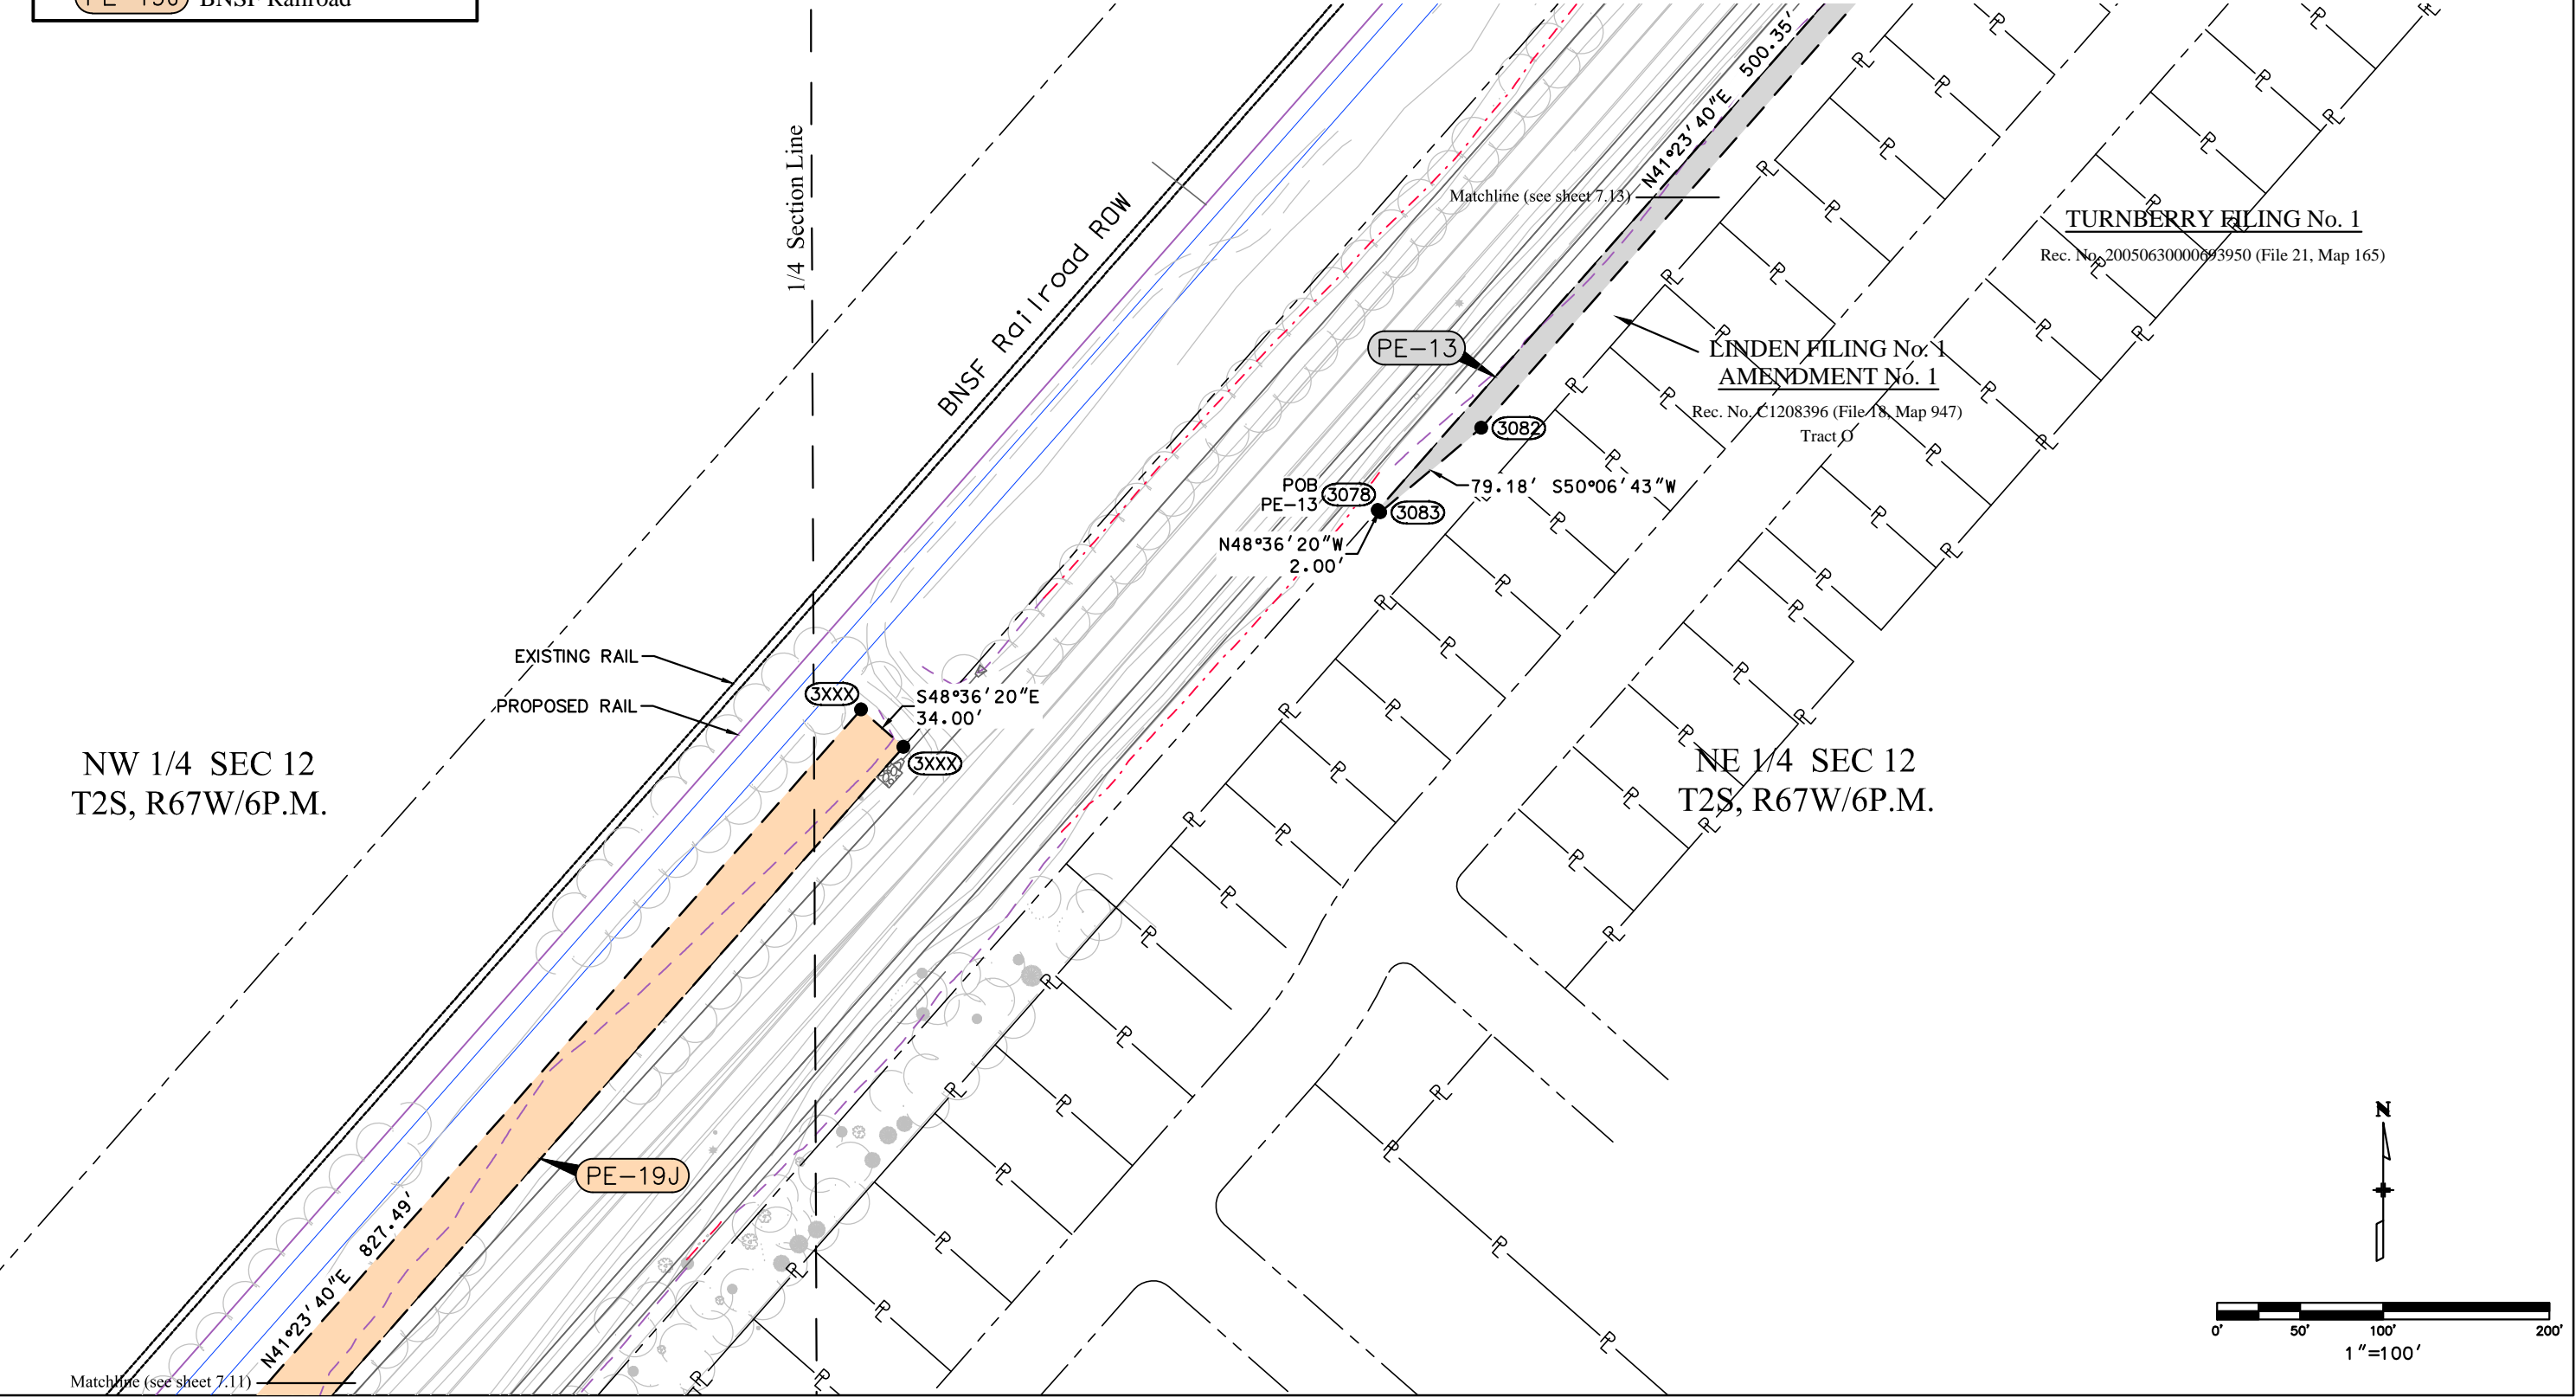 BNSF Railroad
500.35'
N41°23'40"E
1/4 Section Line
Matchline (see sheet 7.13)
BNSF Railroad ROW
TURNBERRY FILING No. 1
Rec. No. 20050630000693950 (File 21, Map 165)
PE-13
LINDEN FILING No. 1
AMENDMENT No. 1
Rec. No. C1208396 (File 18, Map 947)
Tract O
3082
79.18' S50°06'43"W
POB
PE-13
3078
3083
N48°36'20"W
2.00'
EXISTING RAIL
PROPOSED RAIL
3XXX
S48°36'20"E
34.00'
3XXX
NW 1/4 SEC 12
T2S, R67W/6P.M.
NE 1/4 SEC 12
T2S, R67W/6P.M.
PE-19J
827.49'
N41°23'40"E
Matchline (see sheet 7.11)
N
0' 50' 100' 200'
1"=100'